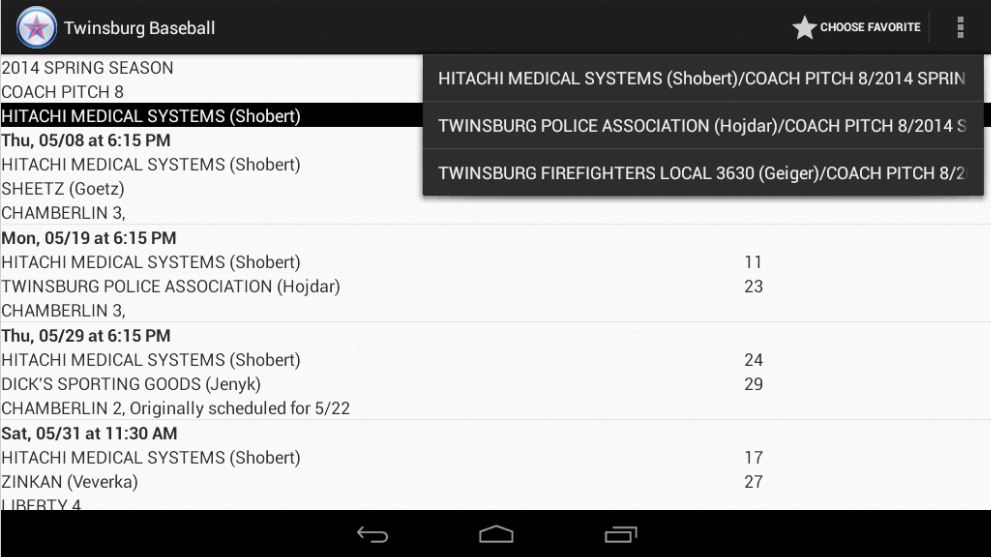 Twinsburg Baseball
CHOOSE FAVORITE
HITACHI MEDICAL SYSTEMS (Shobert)/COACH PITCH 8/2014 SPRIN
TWINSBURG POLICE ASSOCIATION (Hojdar)/COACH PITCH 8/2014 S
TWINSBURG FIREFIGHTERS LOCAL 3630 (Geiger)/COACH PITCH 8/2
2014 SPRING SEASON
COACH PITCH 8
HITACHI MEDICAL SYSTEMS (Shobert)
Thu, 05/08 at 6:15 PM
HITACHI MEDICAL SYSTEMS (Shobert)
SHEETZ (Goetz)
CHAMBERLIN 3,
Mon, 05/19 at 6:15 PM
HITACHI MEDICAL SYSTEMS (Shobert) 11
TWINSBURG POLICE ASSOCIATION (Hojdar) 23
CHAMBERLIN 3,
Thu, 05/29 at 6:15 PM
HITACHI MEDICAL SYSTEMS (Shobert) 24
DICK'S SPORTING GOODS (Jenyk) 29
CHAMBERLIN 2, Originally scheduled for 5/22
Sat, 05/31 at 11:30 AM
HITACHI MEDICAL SYSTEMS (Shobert) 17
ZINKAN (Veverka) 27
LIBERTY 4